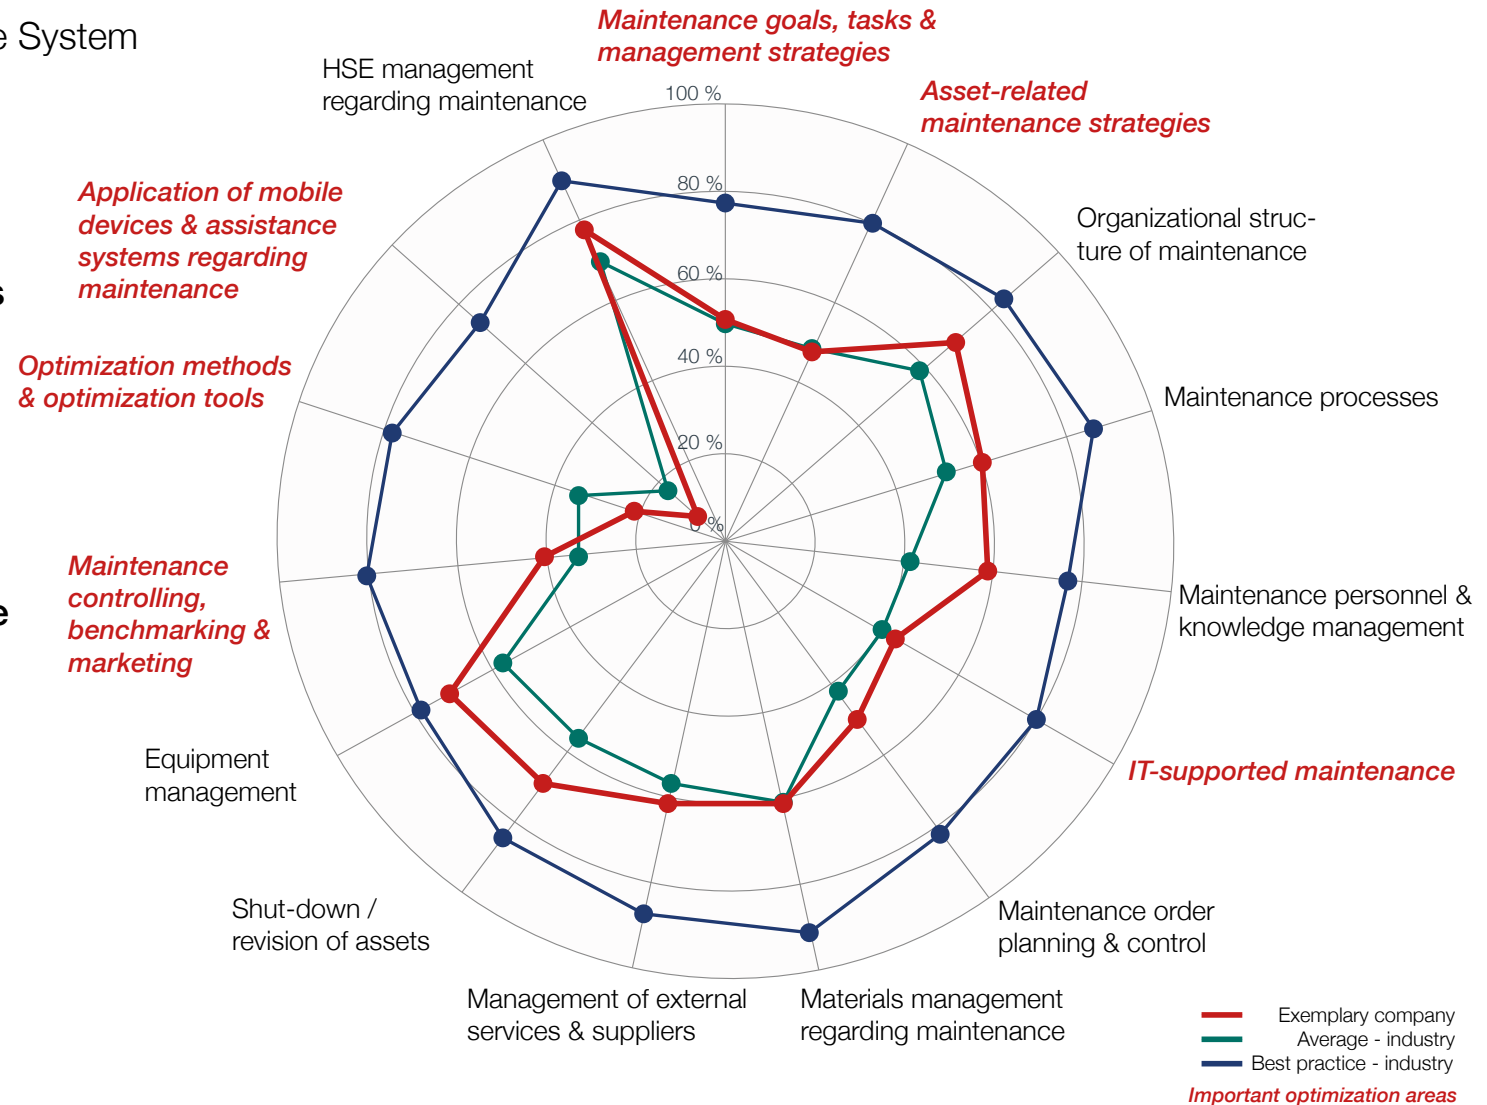 e System
s
e
Maintenance goals, tasks &
management strategies
HSE management
regarding maintenance
Asset-related
maintenance strategies
Application of mobile
devices & assistance
systems regarding
maintenance
Organizational struc-
ture of maintenance
Optimization methods
& optimization tools
Maintenance processes
100 %
80 %
60 %
40 %
20 %
0 %
Maintenance
controlling,
benchmarking &
marketing
Maintenance personnel &
knowledge management
Equipment
management
IT-supported maintenance
Shut-down /
revision of assets
Maintenance order
planning & control
Management of external
services & suppliers
Materials management
regarding maintenance
Exemplary company
Average - industry
Best practice - industry
Important optimization areas